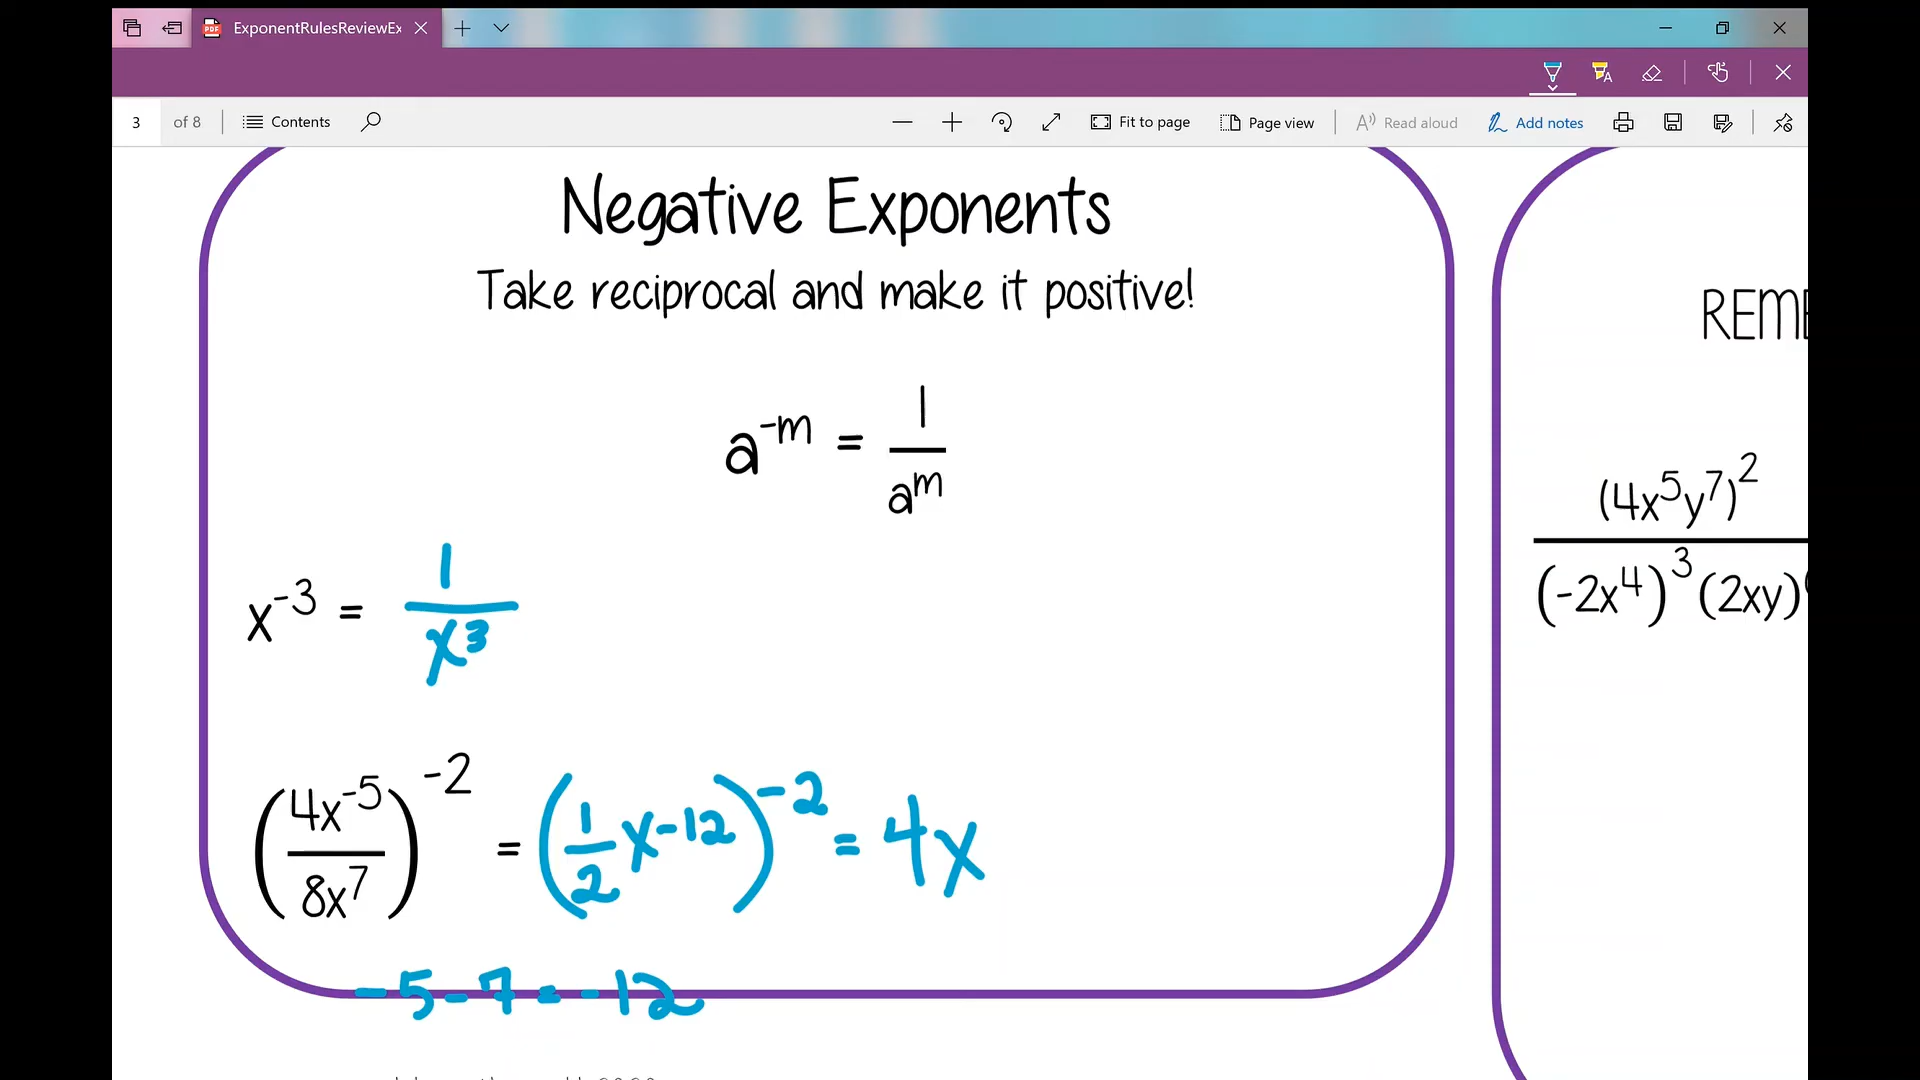 ExponentRulesReviewEx
3 of 8 Contents Fit to page Page view Read aloud Add notes
Negative Exponents
Take reciprocal and make it positive!
a^-m = 1/a^m
x^-3 = 1/x^3
(4x^-5/8x^7)^-2 = (1/2 x^-12)^-2 = 4x
-5-7=-12
REME
(4x^5y^7)^2
(-2x^4)^3(2xy)